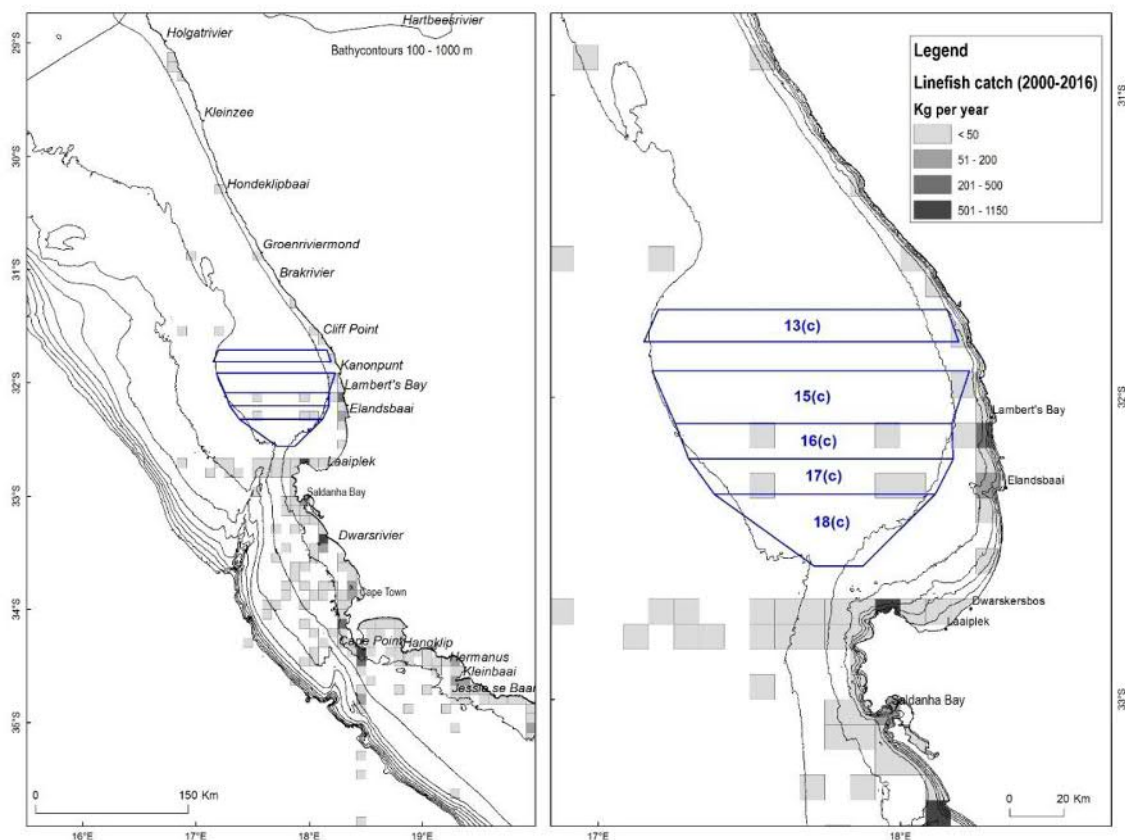 Hartbeesrivier
Holgatrivier
Bathycontours 100 - 1000 m
Kleinzee
Hondeklipbaai
Groenriviermond
Brakrivier
Cliff Point
Kanonpunt
Lambert's Bay
Elandsbaai
Laaiplek
Saldanha Bay
Dwarsrivier
Cape Town
Cape Point
Hangklip
Hermanus
Kleinbaai
Jessie se Baai
29°S
30°S
31°S
32°S
33°S
34°S
35°S
0
150 Km
16°E
17°E
18°E
19°E
Legend
Linefish catch (2000-2016)
Kg per year
< 50
51 - 200
201 - 500
501 - 1150
13(c)
15(c)
16(c)
17(c)
18(c)
Lambert's Bay
Elandsbaai
Dwarskersbos
Laaiplek
Saldanha Bay
31°S
32°S
33°S
0
20 Km
17°E
18°E